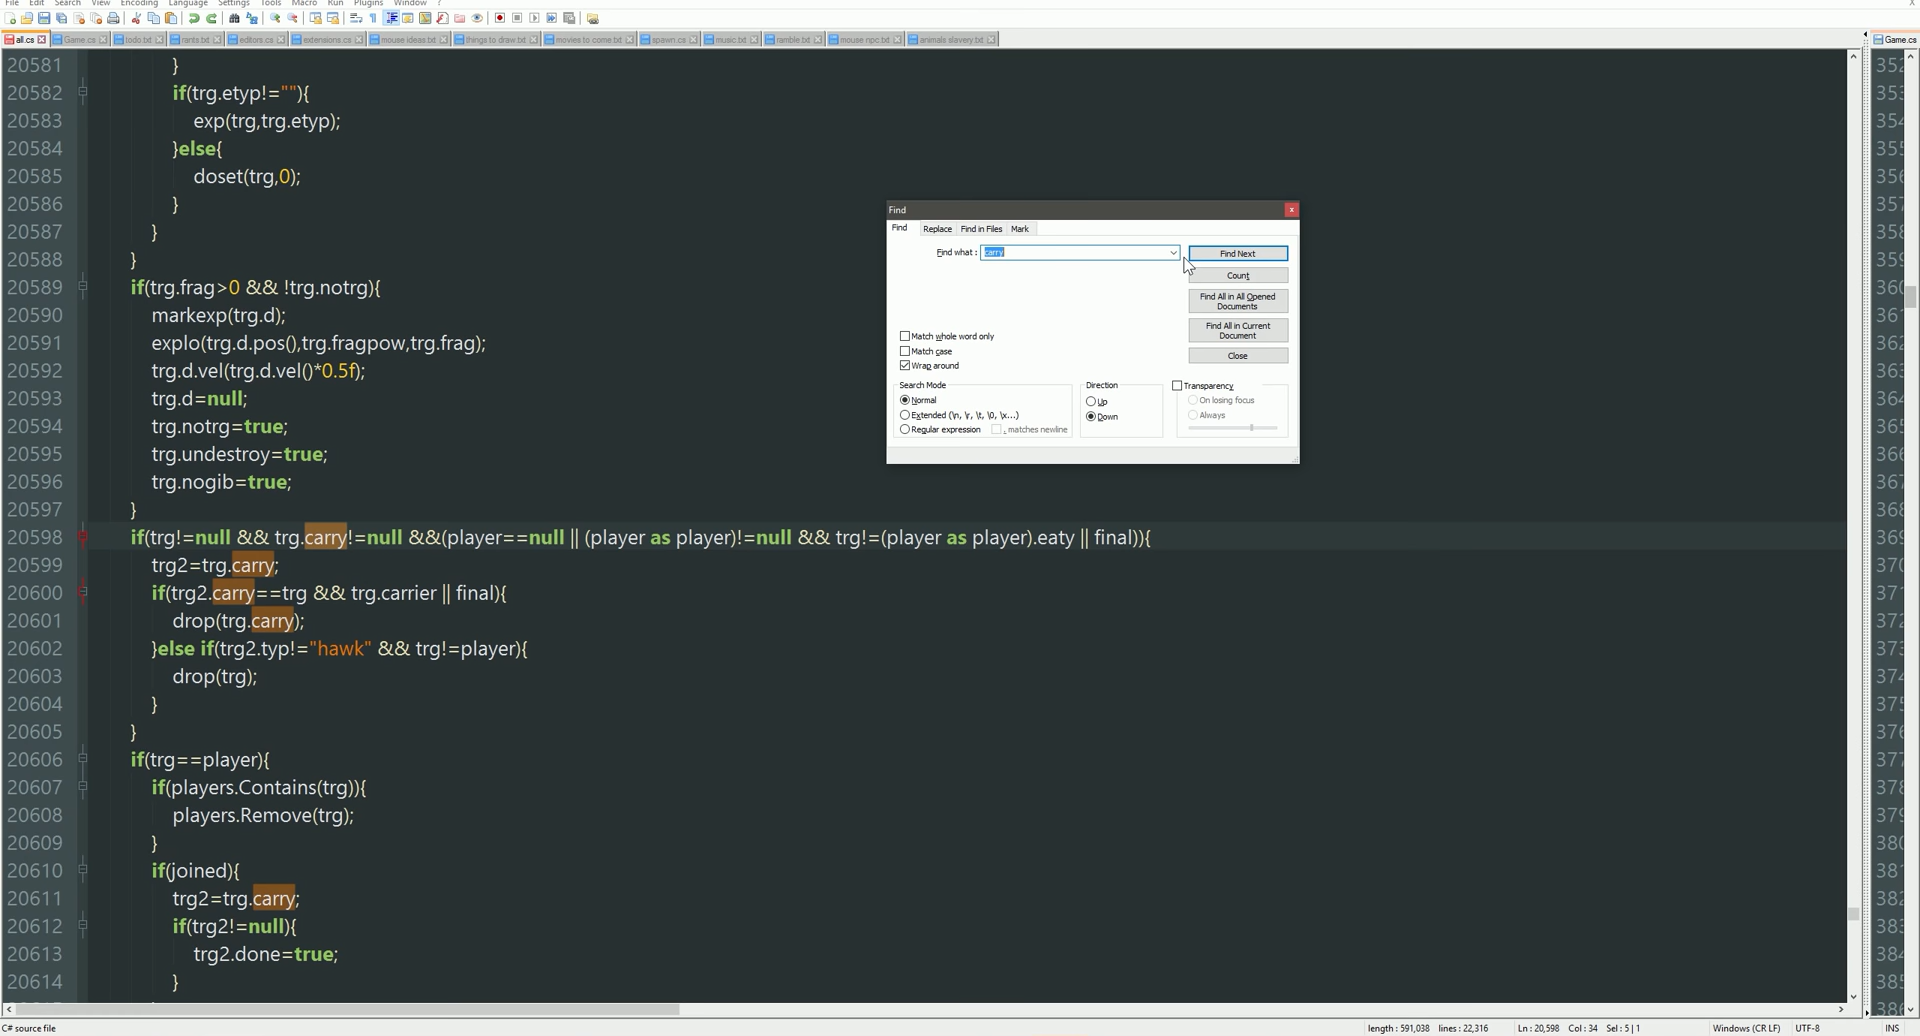 File Edit Search View Encoding Language Settings Tools Macro Run Plugins Window ?
all.cs Game.cs todo.txt rants.txt editors.cs extensions.cs mouse ideas.txt things to draw.txt movies to come.txt spawn.cs music.txt ramble.txt mouse npc.txt animals slavery.txt Game.cs
20581 }
20582 if(trg.etyp!=""){
20583 exp(trg,trg.etyp);
20584 }else{
20585 doset(trg,0);
20586 }
20587 }
20588 }
20589 if(trg.frag>0 && !trg.notrg){
20590 markexp(trg.d);
20591 explo(trg.d.pos(),trg.fragpow,trg.frag);
20592 trg.d.vel(trg.d.vel()*0.5f);
20593 trg.d=null;
20594 trg.notrg=true;
20595 trg.undestroy=true;
20596 trg.nogib=true;
20597 }
20598 if(trg!=null && trg.carry!=null &&(player==null || (player as player)!=null && trg!=(player as player).eaty || final)){
20599 trg2=trg.carry;
20600 if(trg2.carry==trg && trg.carrier || final){
20601 drop(trg.carry);
20602 }else if(trg2.typ!="hawk" && trg!=player){
20603 drop(trg);
20604 }
20605 }
20606 if(trg==player){
20607 if(players.Contains(trg)){
20608 players.Remove(trg);
20609 }
20610 if(joined){
20611 trg2=trg.carry;
20612 if(trg2!=null){
20613 trg2.done=true;
20614 }
Find
Find Replace Find in Files Mark
Find what : carry Find Next
Count
Find All in All Opened Documents
Find All in Current Document
Close
Match whole word only
Match case
Wrap around
Search Mode
Normal
Extended (\n, \r, \t, \0, \x...)
Regular expression . matches newline
Direction
Up
Down
Transparency
On losing focus
Always
C# source file length : 591,038 lines : 22,316 Ln : 20,598 Col : 34 Sel : 5 | 1 Windows (CR LF) UTF-8 INS